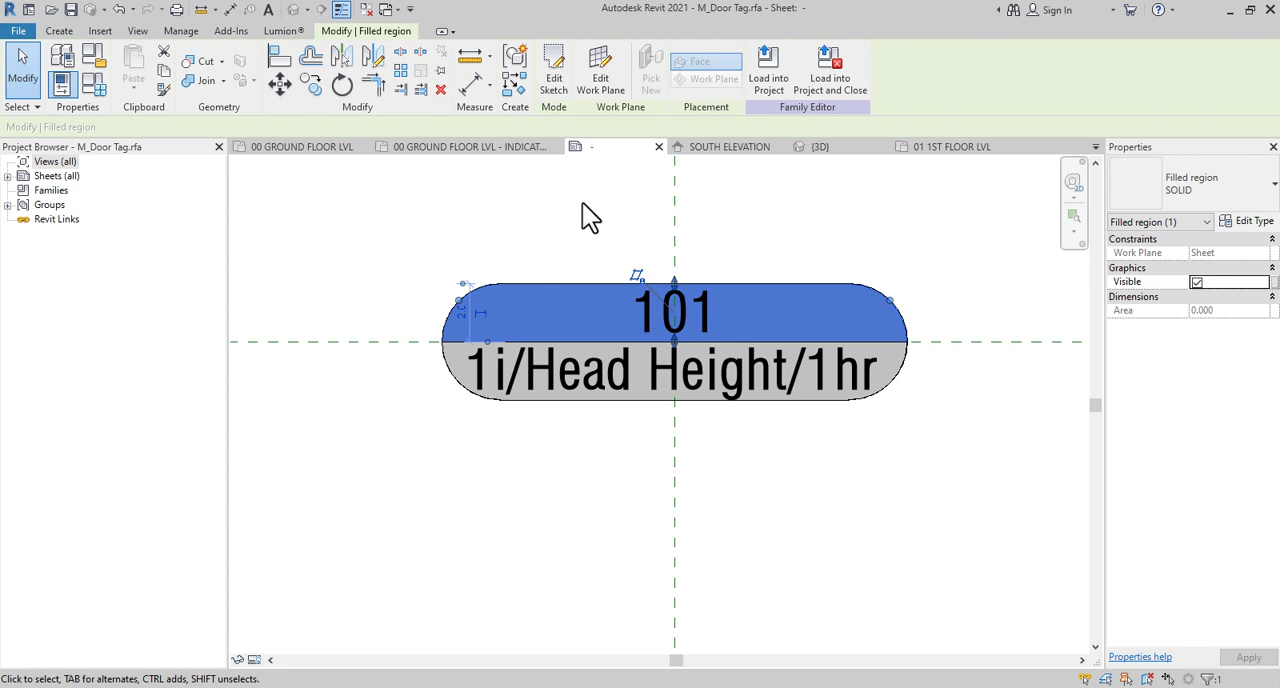 Autodesk Revit 2021 - M_Door Tag.rfa - Sheet: -
Sign In
File Create Insert View Manage Add-Ins Lumion® Modify | Filled region
Modify
Paste
Cut
Join
Edit Sketch
Edit Work Plane
Pick New
Face
Work Plane
Load into Project
Load into Project and Close
Select Properties Clipboard Geometry Modify Measure Create Mode Work Plane Placement Family Editor
Modify | Filled region
Project Browser - M_Door Tag.rfa
Views (all)
Sheets (all)
Families
Groups
Revit Links
00 GROUND FLOOR LVL
00 GROUND FLOOR LVL - INDICAT...
-
SOUTH ELEVATION
{3D}
01 1ST FLOOR LVL
101
1i/Head Height/1hr
Properties
Filled region
SOLID
Filled region (1)
Edit Type
Constraints
Work Plane Sheet
Graphics
Visible
Dimensions
Area 0.000
Properties help
Apply
Click to select, TAB for alternates, CTRL adds, SHIFT unselects.
:1